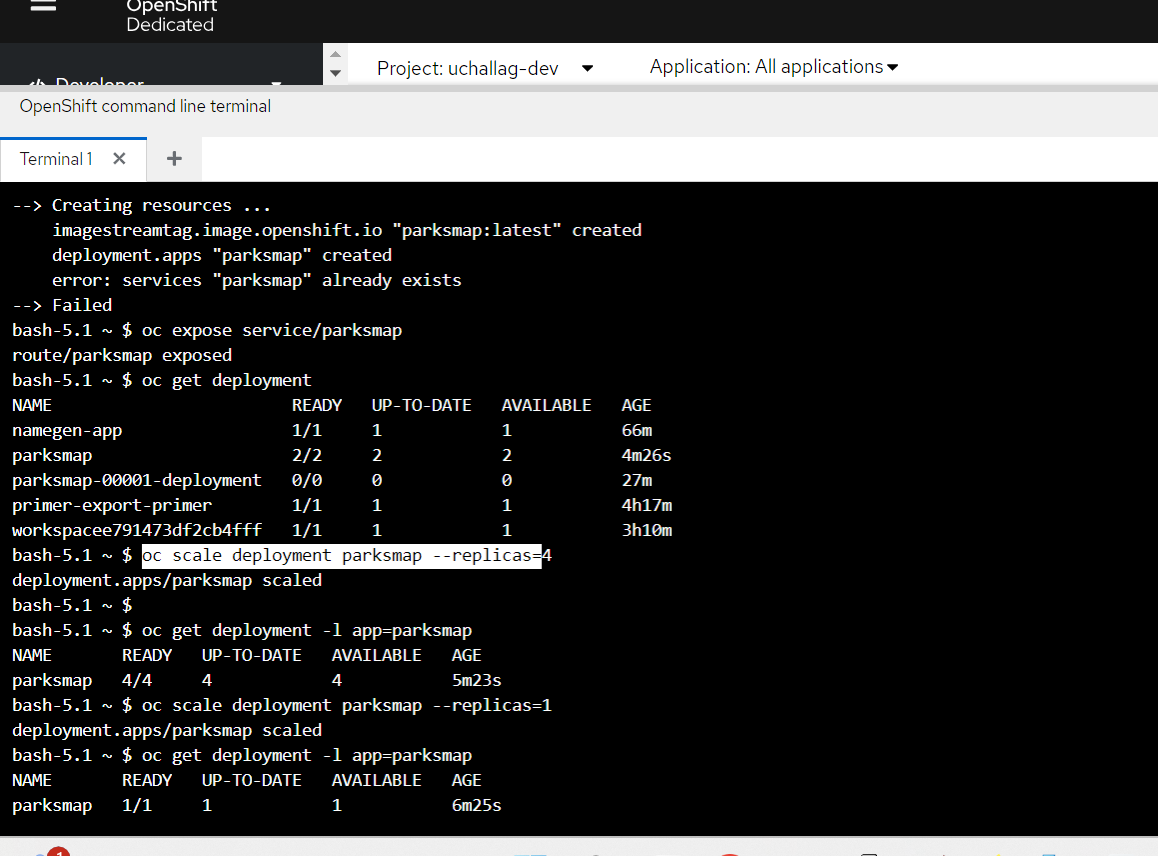 OpenShift
Dedicated
Developer
Project: uchallag-dev
Application: All applications
OpenShift command line terminal
Terminal 1
--> Creating resources ...
    imagestreamtag.image.openshift.io "parksmap:latest" created
    deployment.apps "parksmap" created
    error: services "parksmap" already exists
--> Failed
bash-5.1 ~ $ oc expose service/parksmap
route/parksmap exposed
bash-5.1 ~ $ oc get deployment
NAME                        READY   UP-TO-DATE   AVAILABLE   AGE
namegen-app                 1/1     1            1           66m
parksmap                    2/2     2            2           4m26s
parksmap-00001-deployment   0/0     0            0           27m
primer-export-primer        1/1     1            1           4h17m
workspacee791473df2cb4fff   1/1     1            1           3h10m
bash-5.1 ~ $ oc scale deployment parksmap --replicas=4
deployment.apps/parksmap scaled
bash-5.1 ~ $
bash-5.1 ~ $ oc get deployment -l app=parksmap
NAME       READY   UP-TO-DATE   AVAILABLE   AGE
parksmap   4/4     4            4           5m23s
bash-5.1 ~ $ oc scale deployment parksmap --replicas=1
deployment.apps/parksmap scaled
bash-5.1 ~ $ oc get deployment -l app=parksmap
NAME       READY   UP-TO-DATE   AVAILABLE   AGE
parksmap   1/1     1            1           6m25s
1